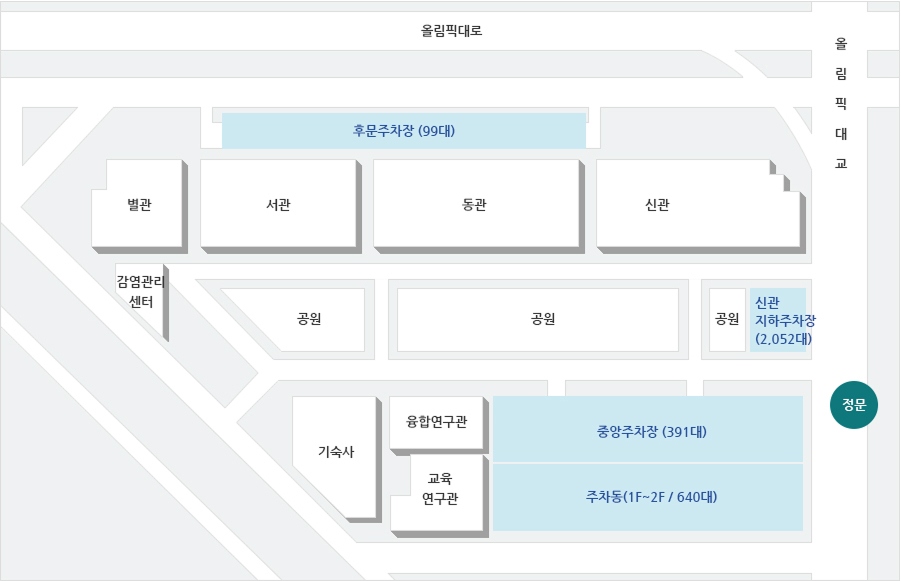 올림픽대로
올
림
픽
대
교
후문주차장 (99대)
별관
서관
동관
신관
감염관리
센터
공원
공원
공원
신관
지하주차장
(2,052대)
정문
기숙사
융합연구관
교육
연구관
중앙주차장 (391대)
주차동(1F~2F / 640대)